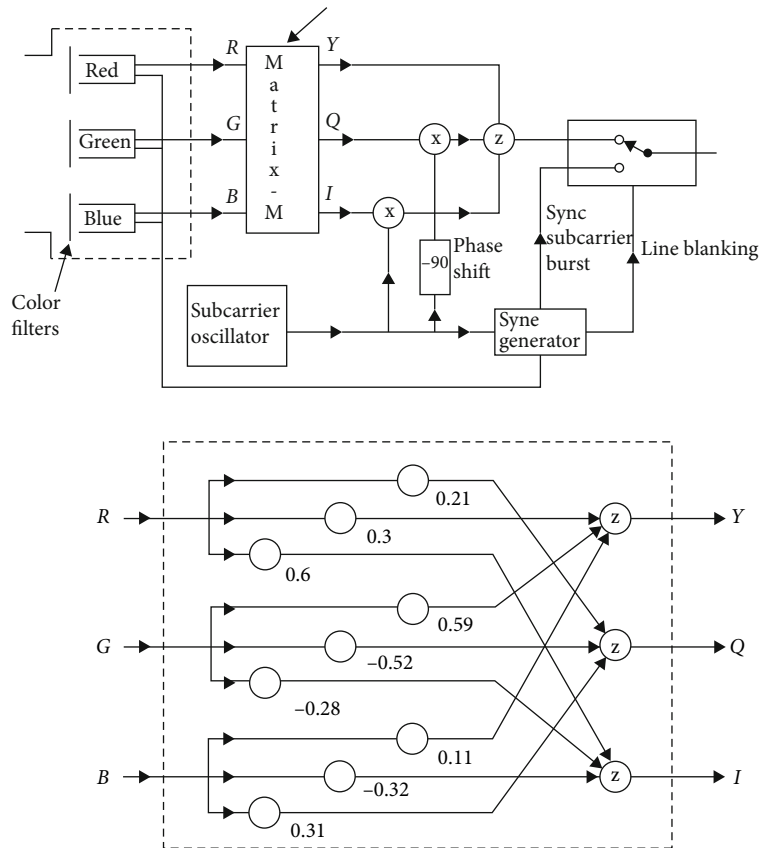 R
Y
Red
M
a
t
r
i
x
-
M
G
Q
Green
x
z
B
I
Blue
x
Color
filters
–90
Phase
shift
Sync
subcarrier
burst
Line blanking
Subcarrier
oscillator
Syne
generator
R
0.21
0.3
0.6
z
Y
G
0.59
–0.52
–0.28
z
Q
B
0.11
–0.32
0.31
z
I